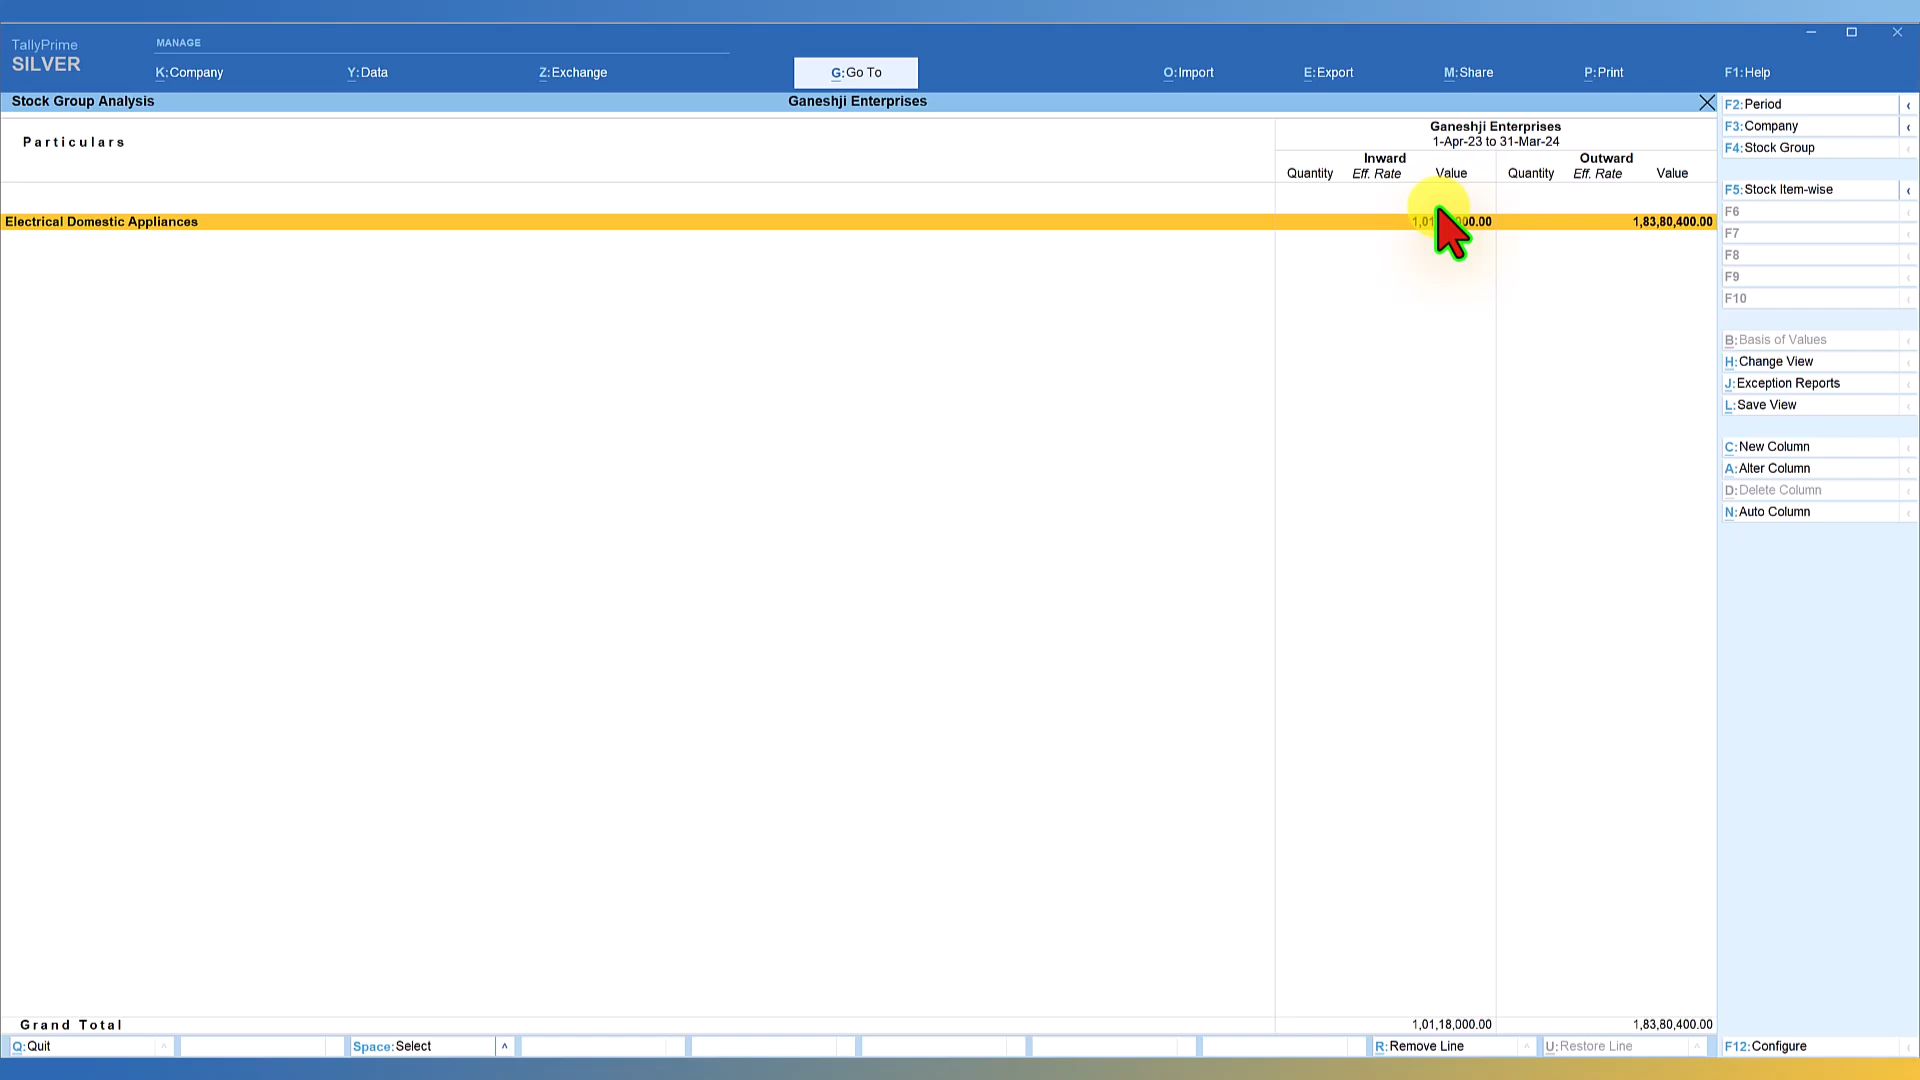 TallyPrime
SILVER
MANAGE
K:Company Y:Data Z:Exchange G:Go To O:Import E:Export M:Share P:Print F1:Help
Stock Group Analysis Ganeshji Enterprises
Particulars
Ganeshji Enterprises
1-Apr-23 to 31-Mar-24
Inward Outward
Quantity Eff. Rate Value Quantity Eff. Rate Value
Electrical Domestic Appliances 1,83,80,400.00
Grand Total 1,01,18,000.00 1,83,80,400.00
F2:Period
F3:Company
F4:Stock Group
F5:Stock Item-wise
F6
F7
F8
F9
F10
B:Basis of Values
H:Change View
J:Exception Reports
L:Save View
C:New Column
A:Alter Column
D:Delete Column
N:Auto Column
Q:Quit Space:Select R:Remove Line U:Restore Line F12:Configure